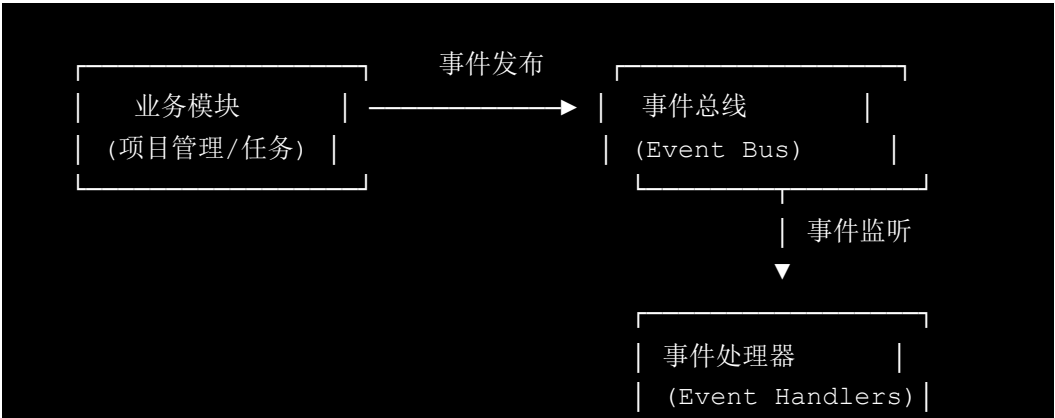 事件发布
业务模块 事件总线
(项目管理/任务) (Event Bus)
事件监听
事件处理器
(Event Handlers)